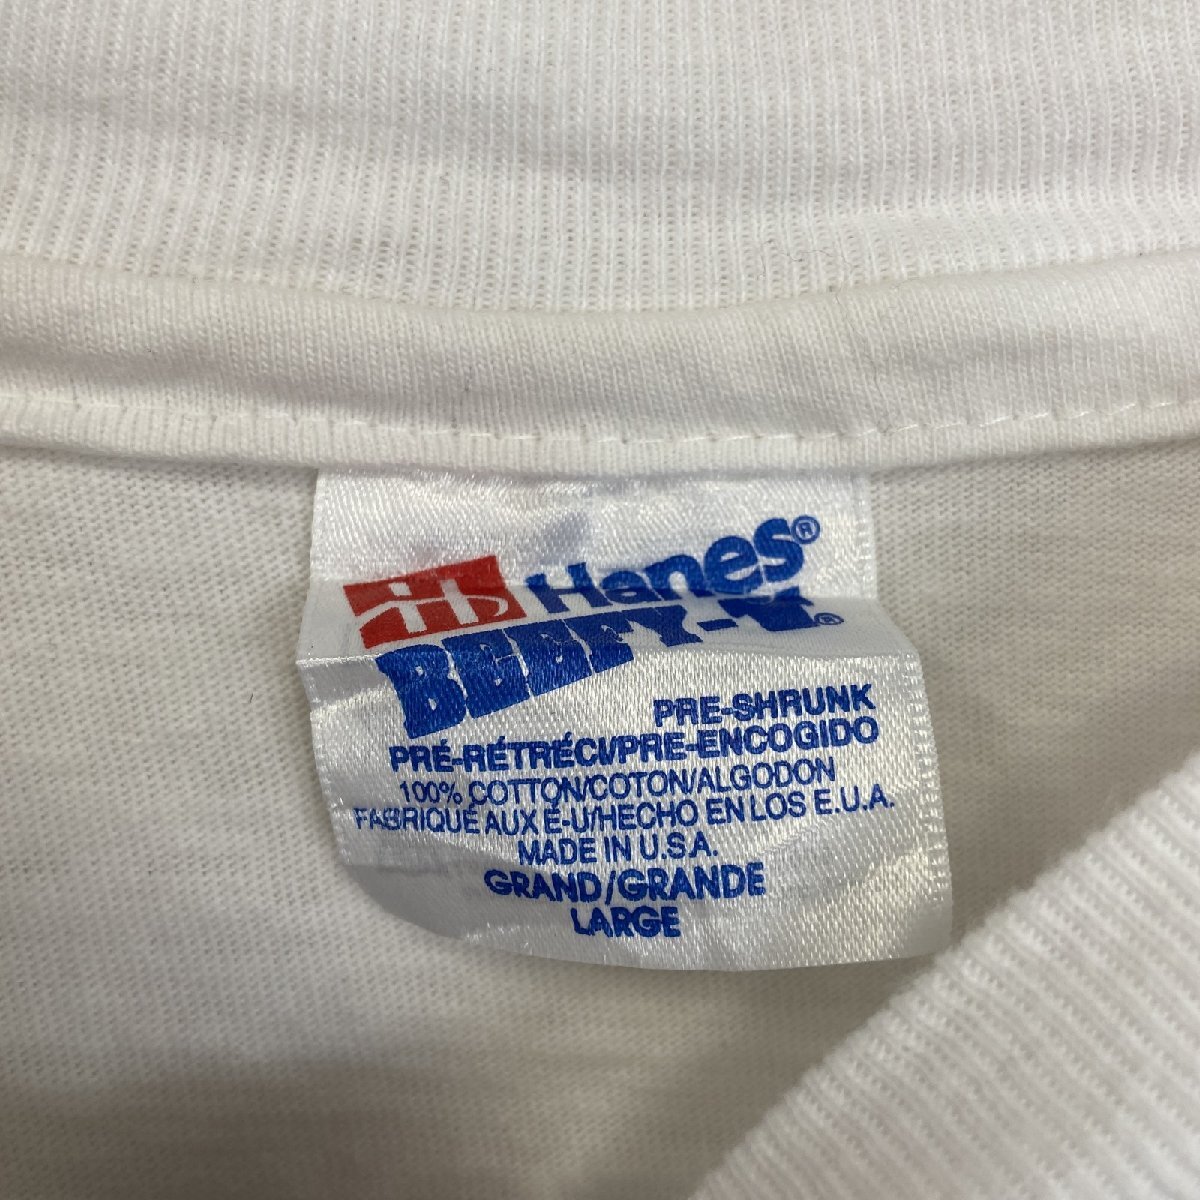 Hanes®
BEEFY-T®
PRE-SHRUNK
PRÉ-RÉTRÉCI/PRE-ENCOGIDO
100% COTTON/COTON/ALGODON
FABRIQUÉ AUX É-U/HECHO EN LOS E.U.A.
MADE IN U.S.A.
GRAND/GRANDE
LARGE